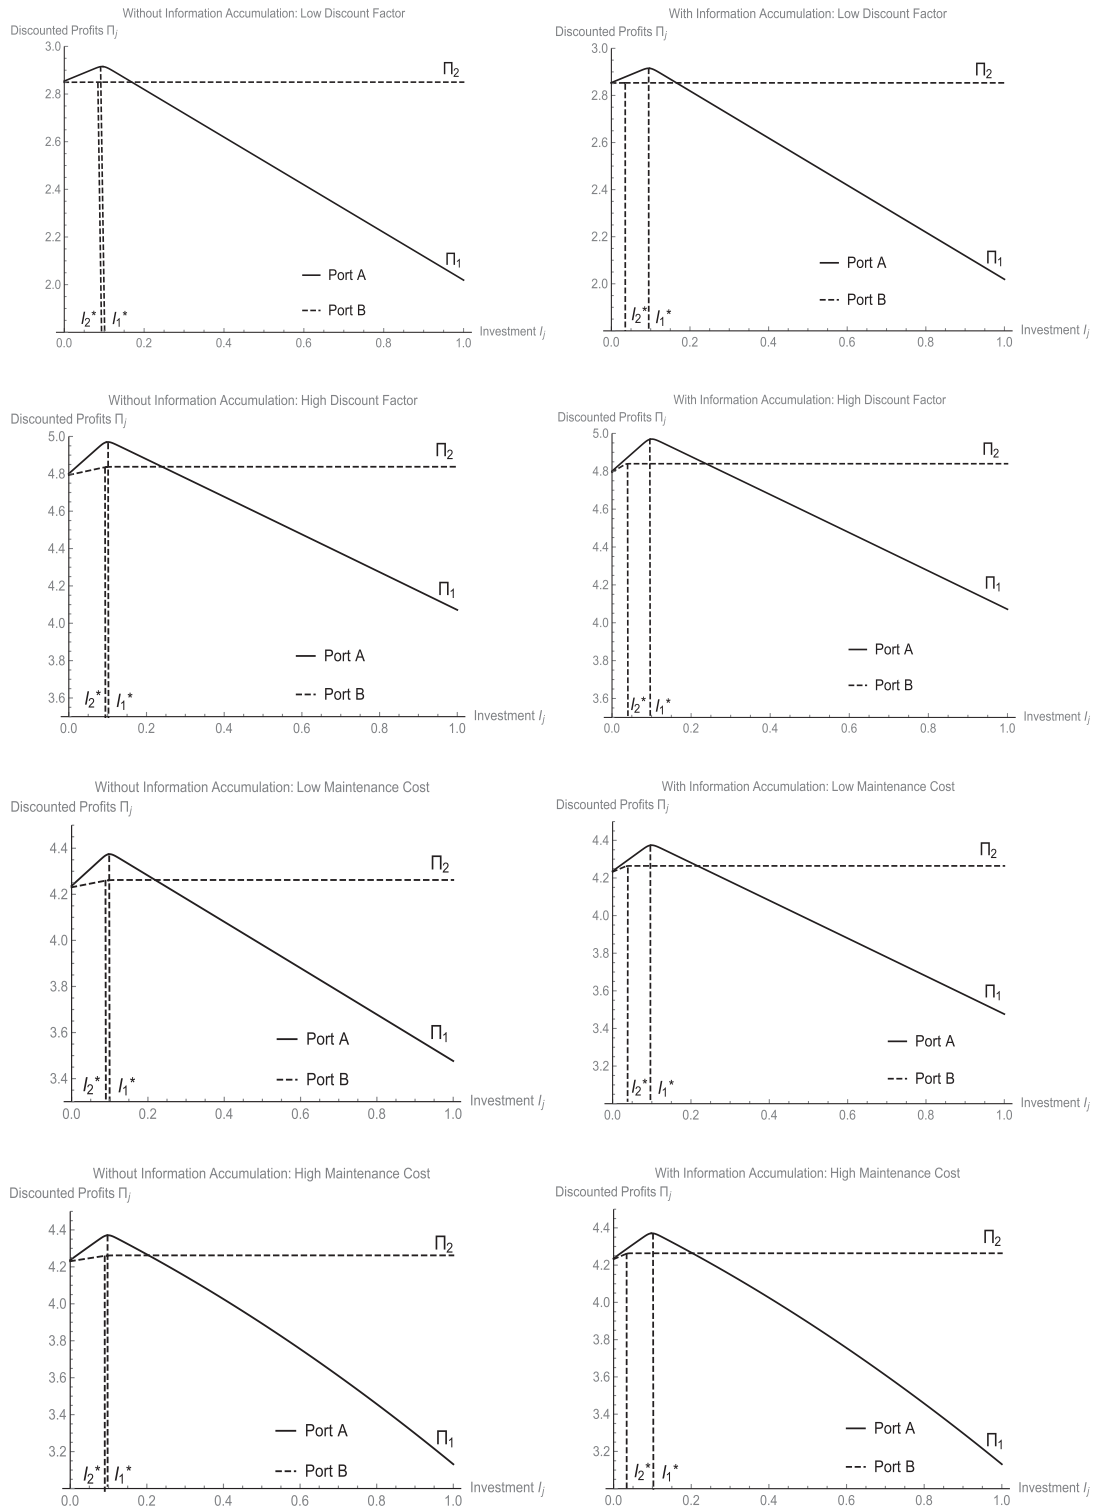 Without Information Accumulation: Low Discount Factor
Discounted Profits Πj
3.0
2.8
2.6
2.4
2.2
2.0
Π2
Π1
Port A
Port B
I2* I1*
Investment Ij
0.0 0.2 0.4 0.6 0.8 1.0
With Information Accumulation: Low Discount Factor
Discounted Profits Πj
3.0
2.8
2.6
2.4
2.2
2.0
Π2
Π1
Port A
Port B
I2* I1*
Investment Ij
0.0 0.2 0.4 0.6 0.8 1.0
Without Information Accumulation: High Discount Factor
Discounted Profits Πj
5.0
4.8
4.6
4.4
4.2
4.0
3.8
3.6
Π2
Π1
Port A
Port B
I2* I1*
Investment Ij
0.0 0.2 0.4 0.6 0.8 1.0
With Information Accumulation: High Discount Factor
Discounted Profits Πj
5.0
4.8
4.6
4.4
4.2
4.0
3.8
3.6
Π2
Π1
Port A
Port B
I2* I1*
Investment Ij
0.0 0.2 0.4 0.6 0.8 1.0
Without Information Accumulation: Low Maintenance Cost
Discounted Profits Πj
4.4
4.2
4.0
3.8
3.6
3.4
Π2
Π1
Port A
Port B
I2* I1*
Investment Ij
0.0 0.2 0.4 0.6 0.8 1.0
With Information Accumulation: Low Maintenance Cost
Discounted Profits Πj
4.4
4.2
4.0
3.8
3.6
3.4
3.2
Π2
Π1
Port A
Port B
I2* I1*
Investment Ij
0.0 0.2 0.4 0.6 0.8 1.0
Without Information Accumulation: High Maintenance Cost
Discounted Profits Πj
4.4
4.2
4.0
3.8
3.6
3.4
3.2
Π2
Π1
Port A
Port B
I2* I1*
Investment Ij
0.0 0.2 0.4 0.6 0.8 1.0
With Information Accumulation: High Maintenance Cost
Discounted Profits Πj
4.4
4.2
4.0
3.8
3.6
3.4
3.2
Π2
Π1
Port A
Port B
I2* I1*
Investment Ij
0.0 0.2 0.4 0.6 0.8 1.0